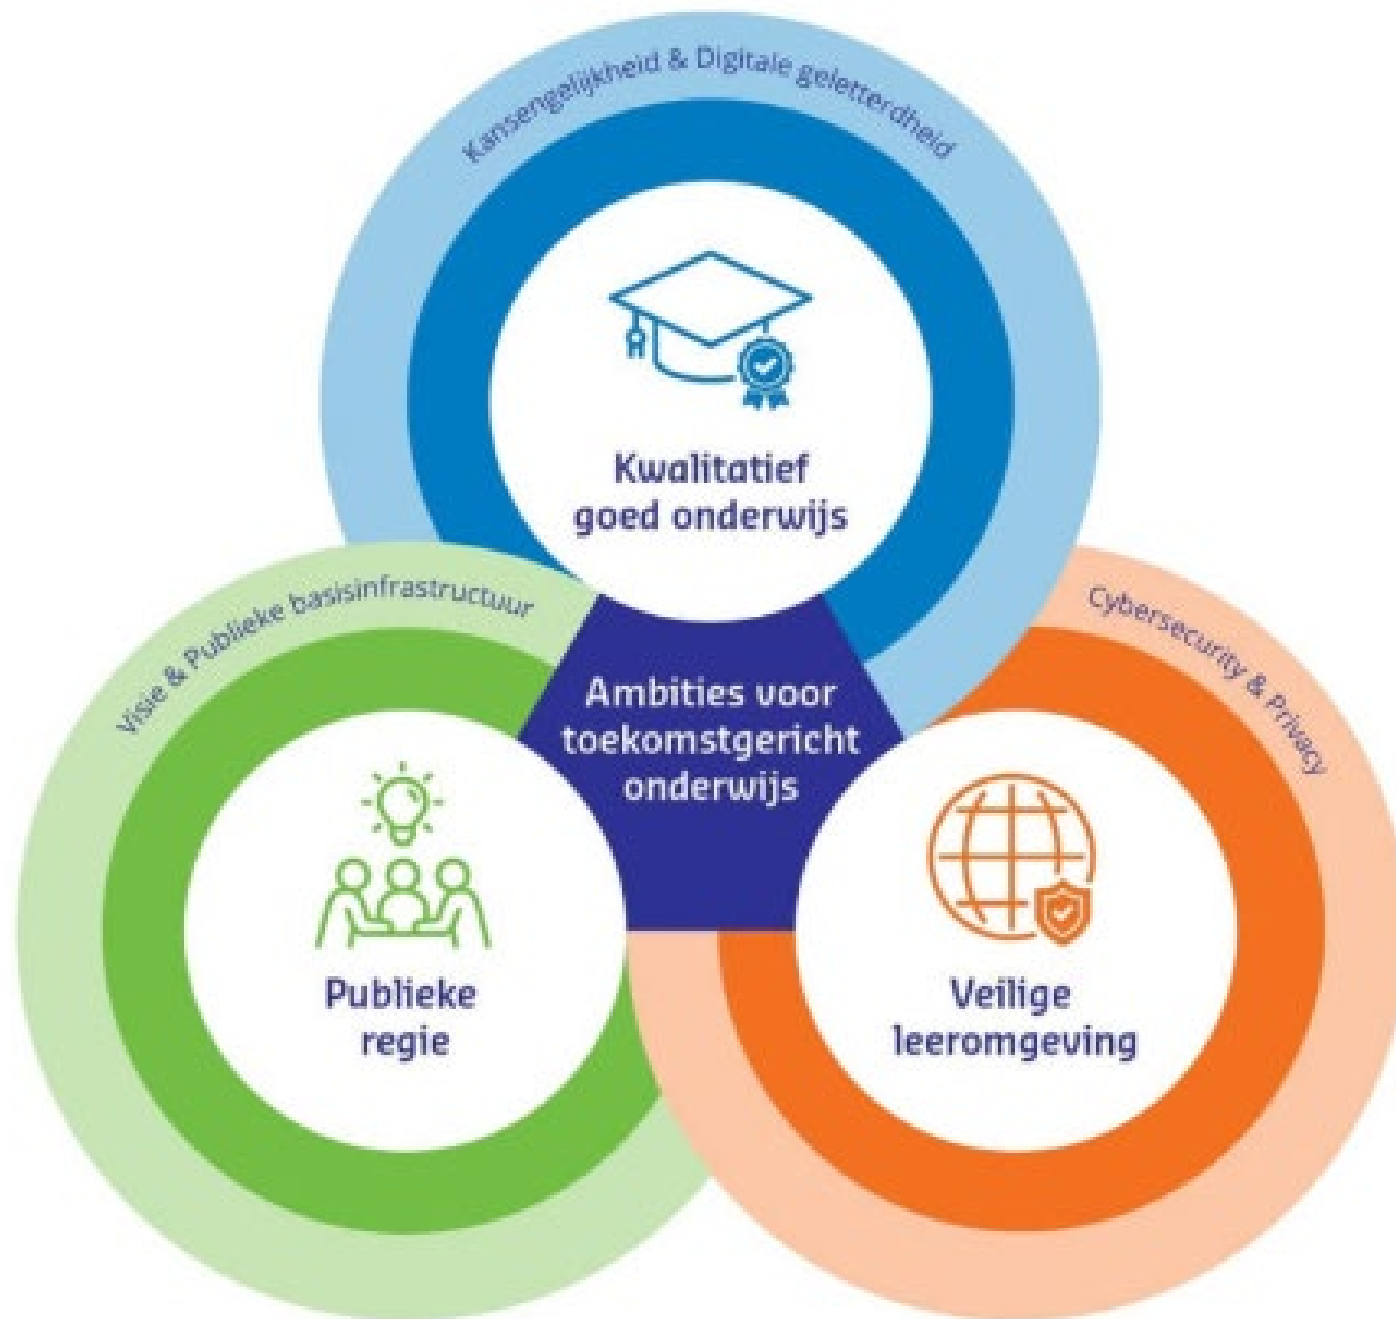 Kansengelijkheid & Digitale geletterdheid
Kwalitatief
goed onderwijs
Visie & Publieke basisinfrastructuur
Cybersecurity & Privacy
Ambities voor
toekomstgericht
onderwijs
Publieke
regie
Veilige
leeromgeving